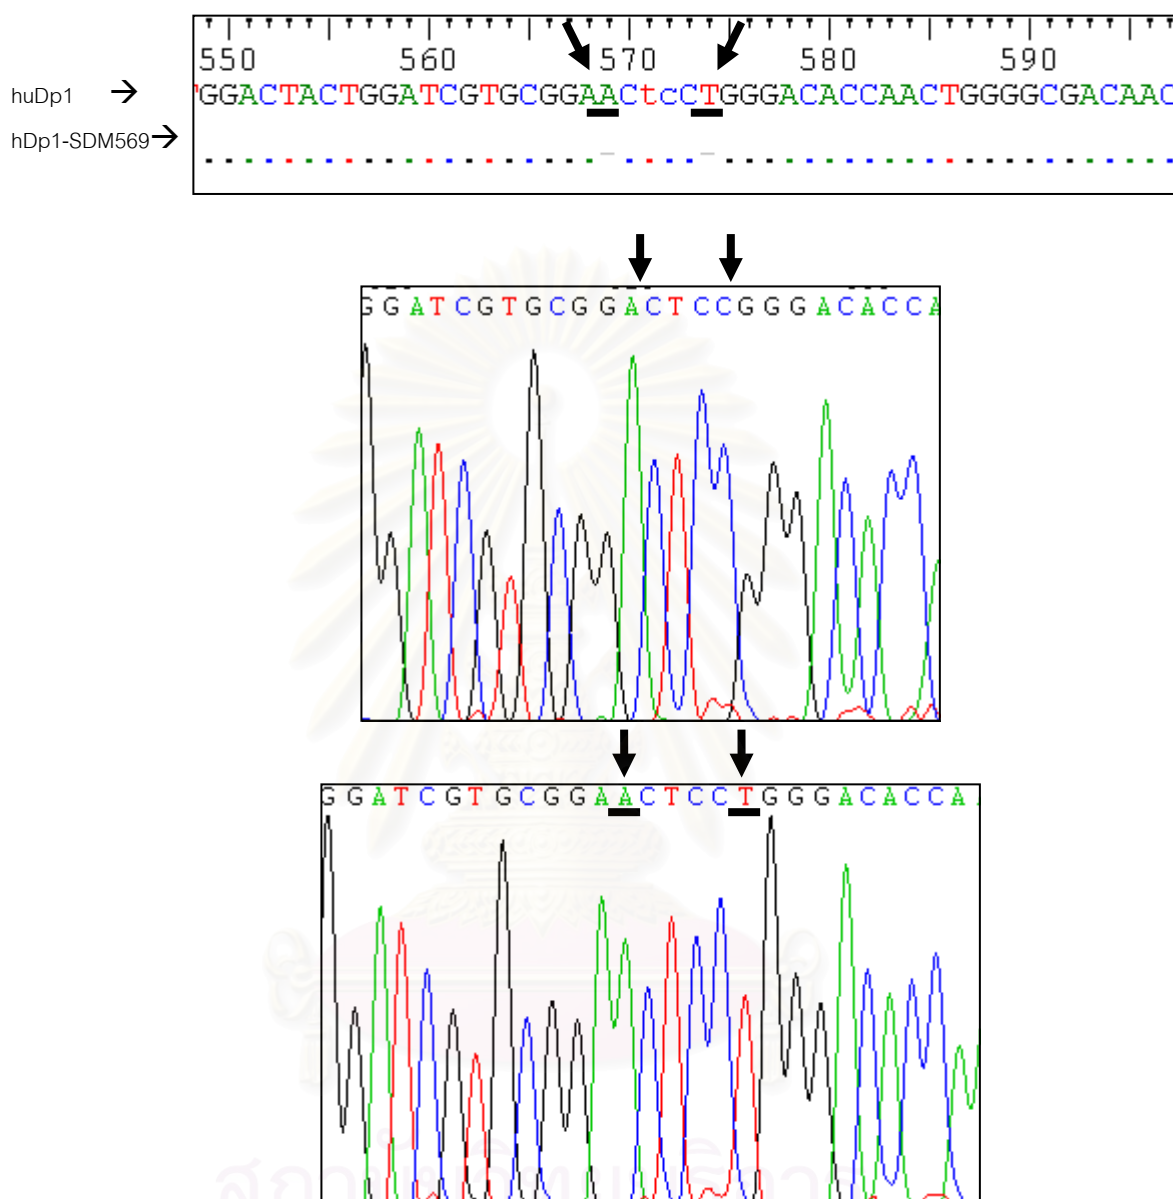 550 560 570 580 590
huDp1 → GGACTACTGGATCGTGCGGAACtcCTGGGACACCAACTGGGGCGACAAC
hDp1-SDM569→
GGATCGTGCGGACTCCGGGACACCA
GGATCGTGCGGAACTCCTGGGACACCA